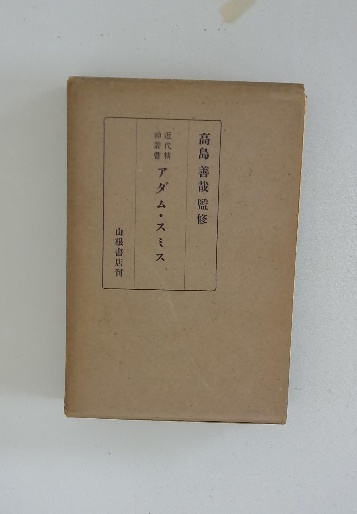 高島善哉 監修
近代精
神叢書
アダム・スミス
山根書店刊